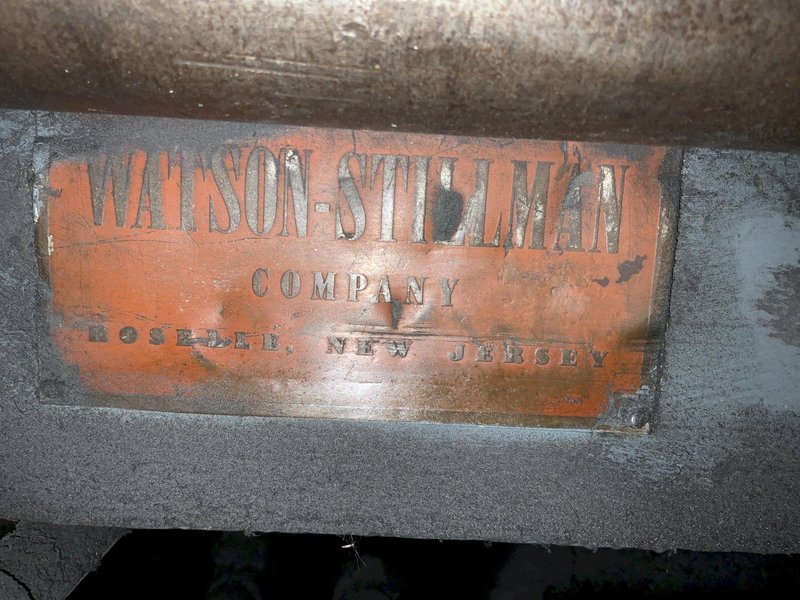 WATSON-STILLMAN
COMPANY
ROSELLE, NEW JERSEY